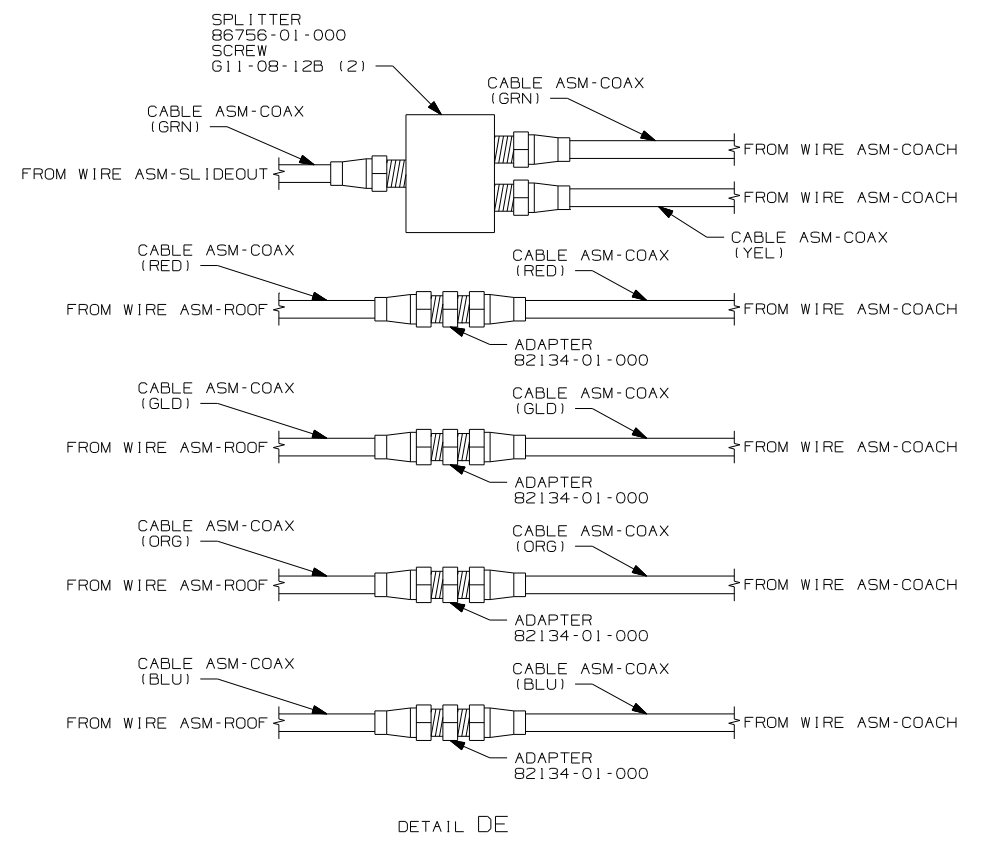 SPLITTER
86756-01-000
SCREW
G11-08-12B (2)
CABLE ASM-COAX
(GRN)
CABLE ASM-COAX
(GRN)
FROM WIRE ASM-COACH
FROM WIRE ASM-SLIDEOUT
FROM WIRE ASM-COACH
CABLE ASM-COAX
(YEL)
CABLE ASM-COAX
(RED)
CABLE ASM-COAX
(RED)
FROM WIRE ASM-ROOF
FROM WIRE ASM-COACH
ADAPTER
82134-01-000
CABLE ASM-COAX
(GLD)
CABLE ASM-COAX
(GLD)
FROM WIRE ASM-ROOF
FROM WIRE ASM-COACH
ADAPTER
82134-01-000
CABLE ASM-COAX
(ORG)
CABLE ASM-COAX
(ORG)
FROM WIRE ASM-ROOF
FROM WIRE ASM-COACH
ADAPTER
82134-01-000
CABLE ASM-COAX
(BLU)
CABLE ASM-COAX
(BLU)
FROM WIRE ASM-ROOF
FROM WIRE ASM-COACH
ADAPTER
82134-01-000
DETAIL DE